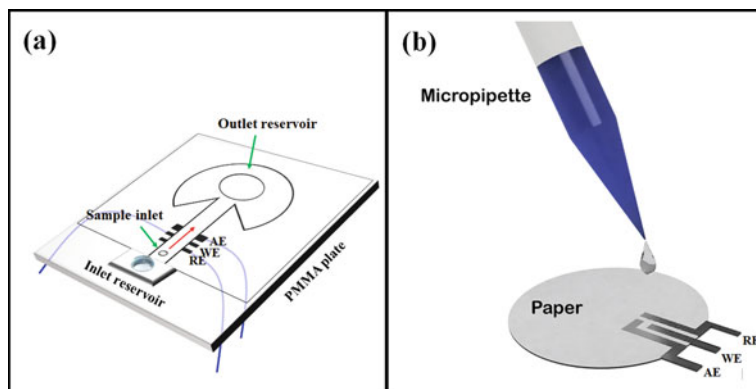 (a)
Outlet reservoir
Sample inlet
AE
WE
RE
Inlet reservoir
PMMA plate
(b)
Micropipette
Paper
RE
WE
AE